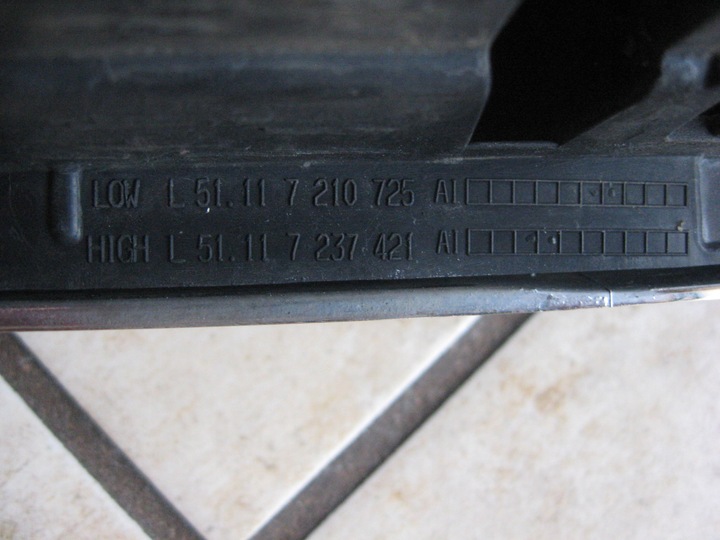 LOW L 51.11 7 210 725 AI
HIGH L 51.11 7 237 421 AI